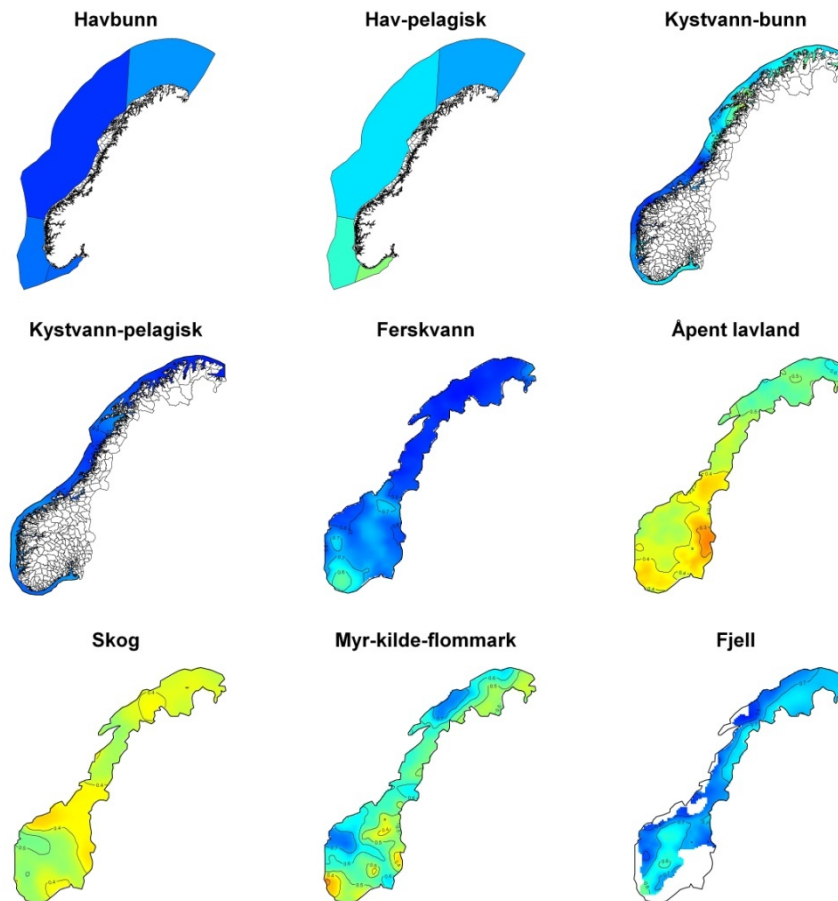 Havbunn
Hav-pelagisk
Kystvann-bunn
Kystvann-pelagisk
Ferskvann
Åpent lavland
Skog
Myr-kilde-flommark
Fjell